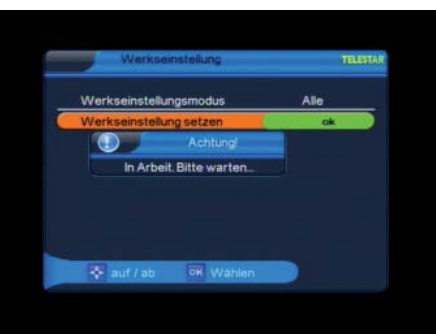 Werkseinstellung TELESTAR
Werkseinstellungsmodus Alle
Werkseinstellung setzen ok
Achtung!
In Arbeit. Bitte warten...
auf / ab OK Wählen